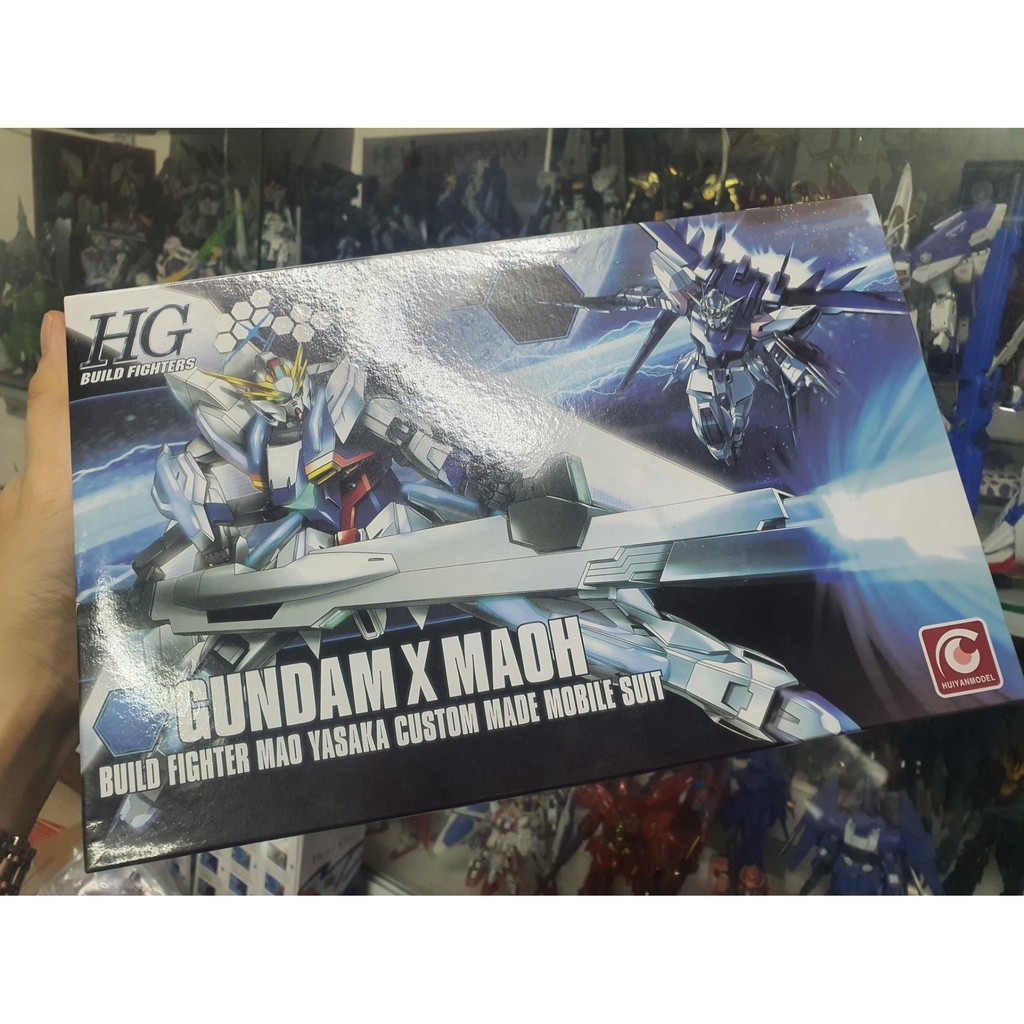 HG
BUILD FIGHTERS
GUNDAM X MAOH
BUILD FIGHTER MAO YASAKA CUSTOM MADE MOBILE SUIT
HUIYANMODEL